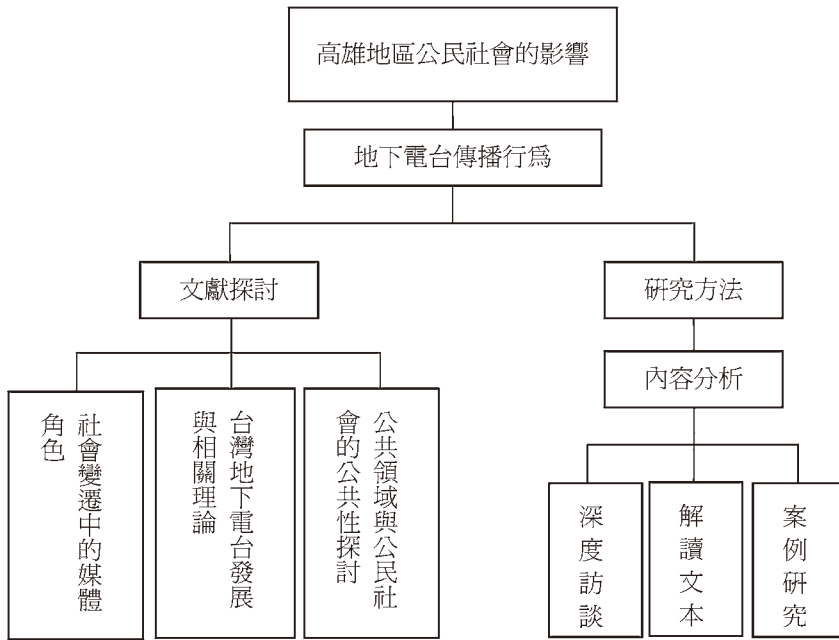 高雄地區公民社會的影響
地下電台傳播行為
文獻探討
研究方法
內容分析
社會變遷中的媒體
角色
台灣地下電台發展
與相關理論
公共領域與公民社
會的公共性探討
深度訪談
解讀文本
案例研究